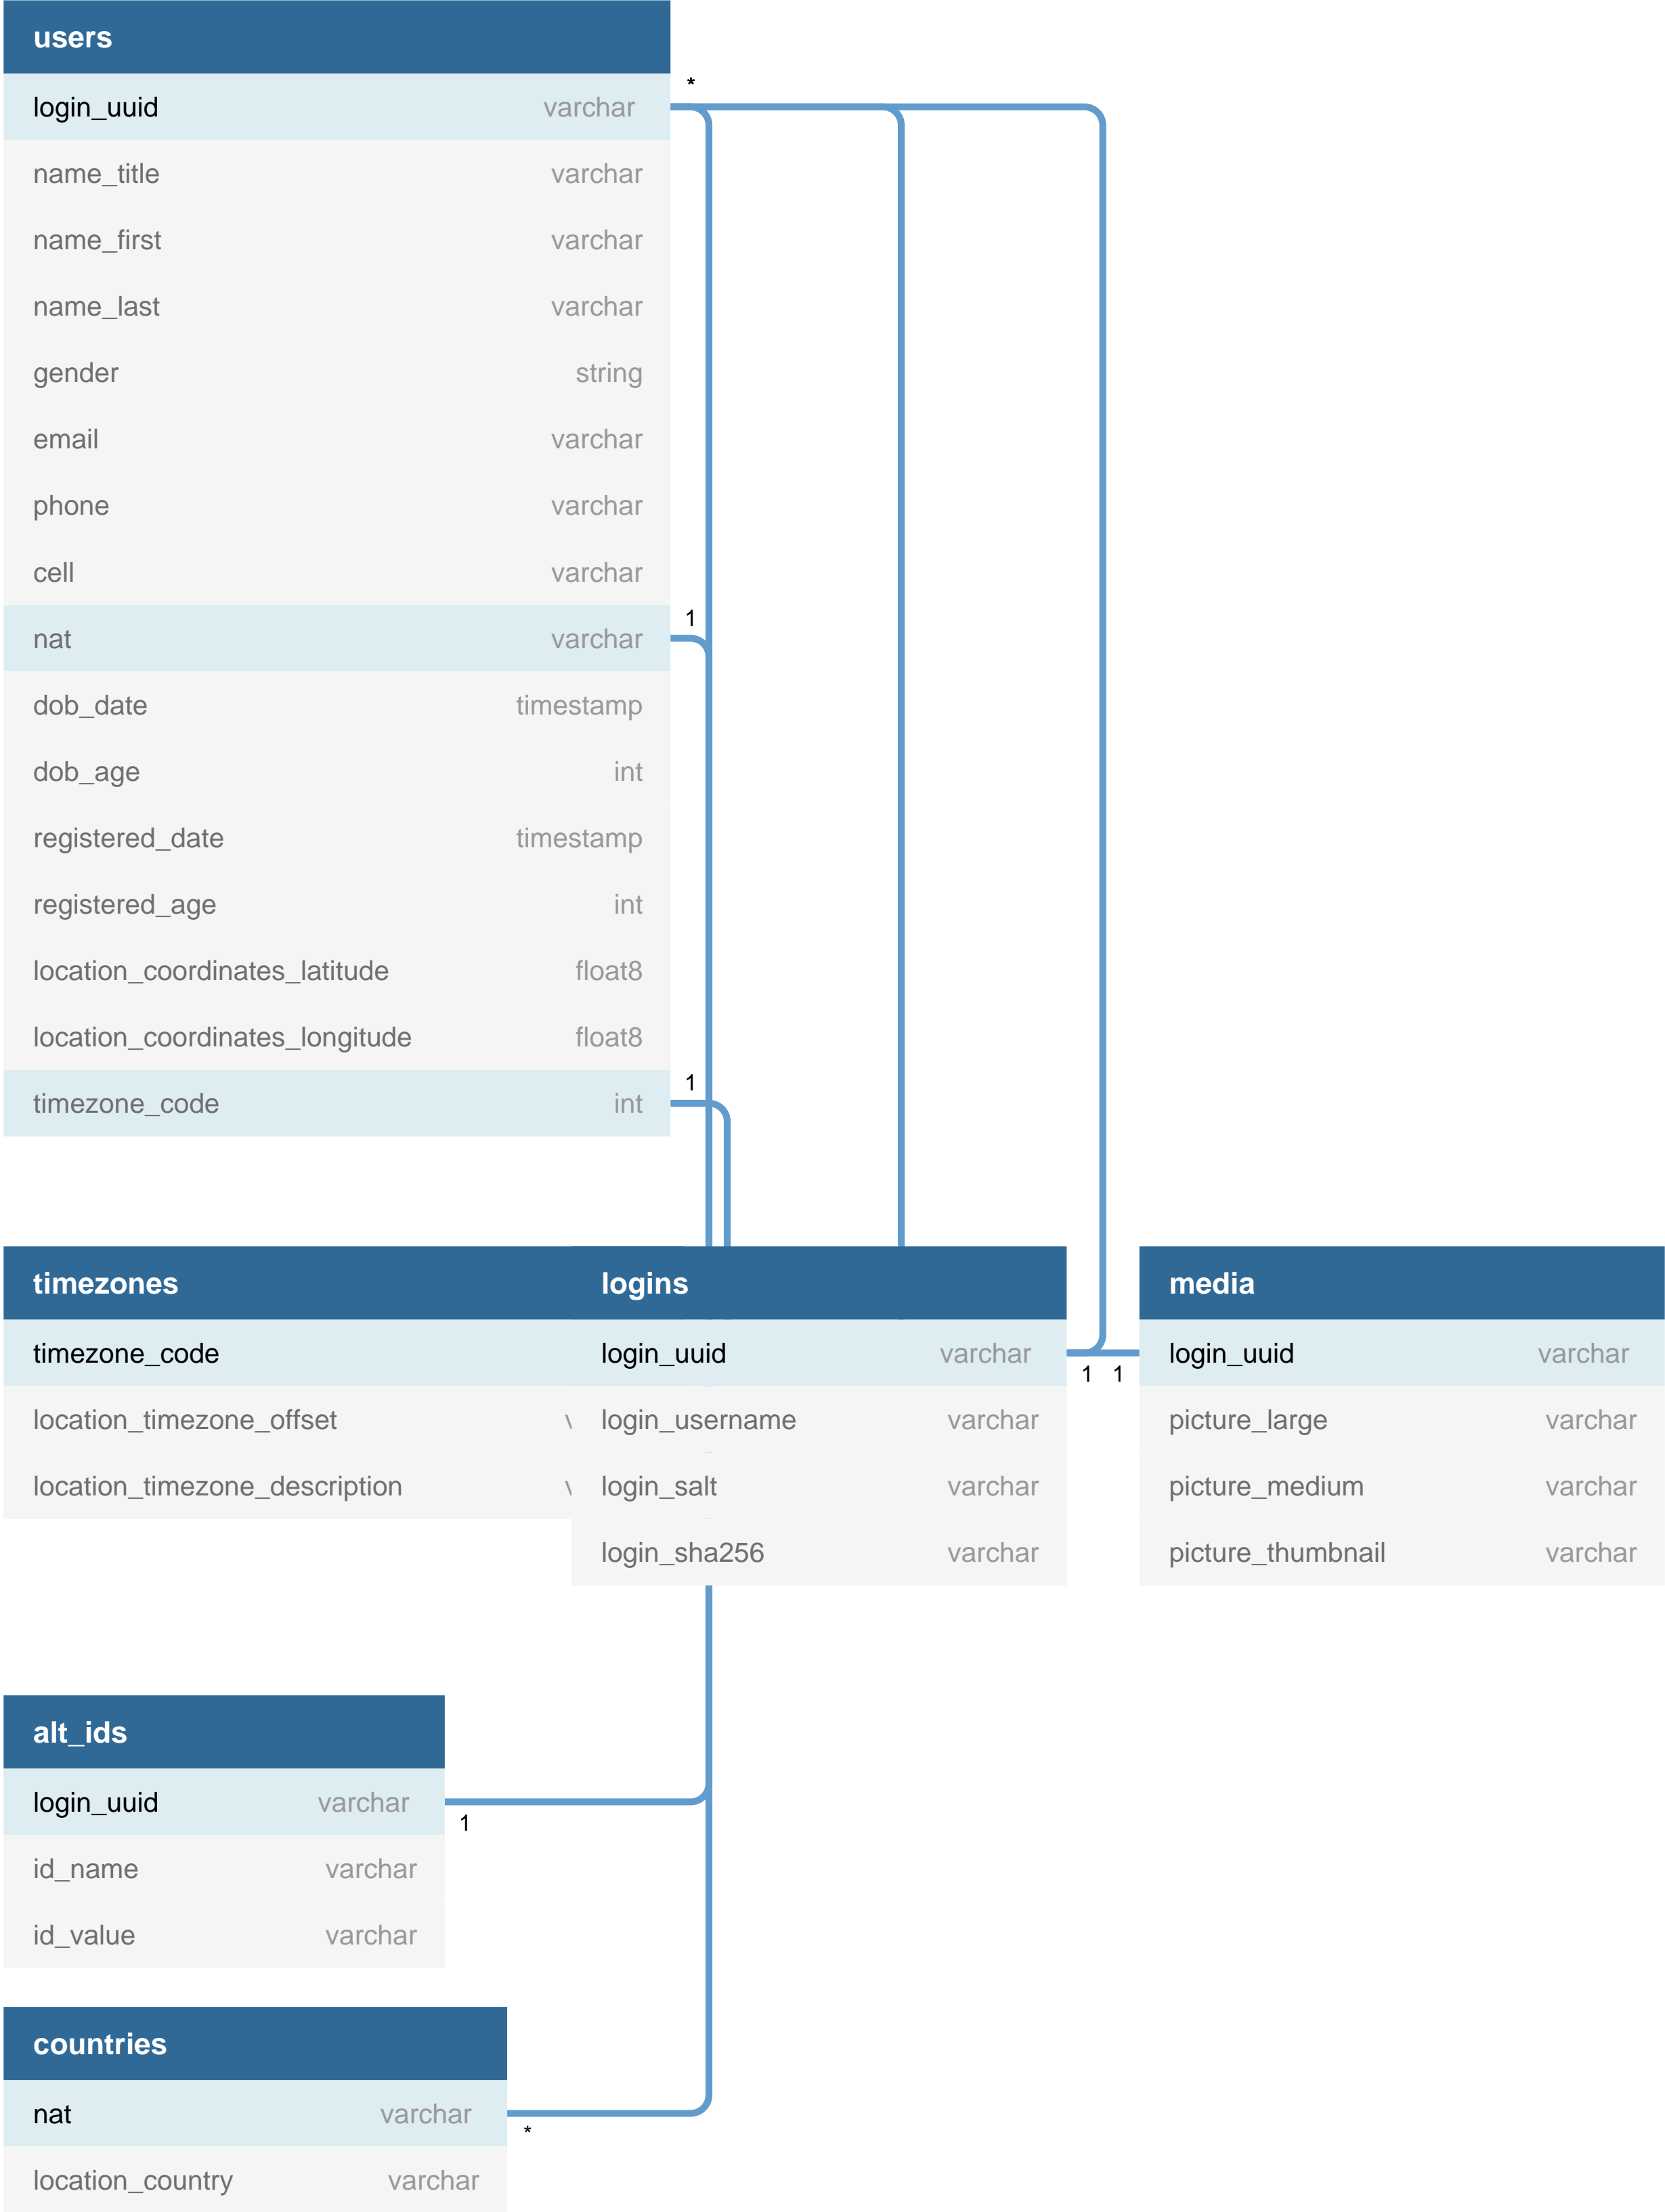 users
*
login_uuid varchar
name_title varchar
name_first varchar
name_last varchar
gender string
email varchar
phone varchar
cell varchar
1
nat varchar
dob_date timestamp
dob_age int
registered_date timestamp
registered_age int
location_coordinates_latitude float8
location_coordinates_longitude float8
1
timezone_code int
timezones
timezone_code
location_timezone_offset
location_timezone_description
logins
login_uuid varchar
1
login_username varchar
login_salt varchar
login_sha256 varchar
media
login_uuid varchar
1
picture_large varchar
picture_medium varchar
picture_thumbnail varchar
alt_ids
login_uuid varchar
1
id_name varchar
id_value varchar
countries
nat varchar
*
location_country varchar